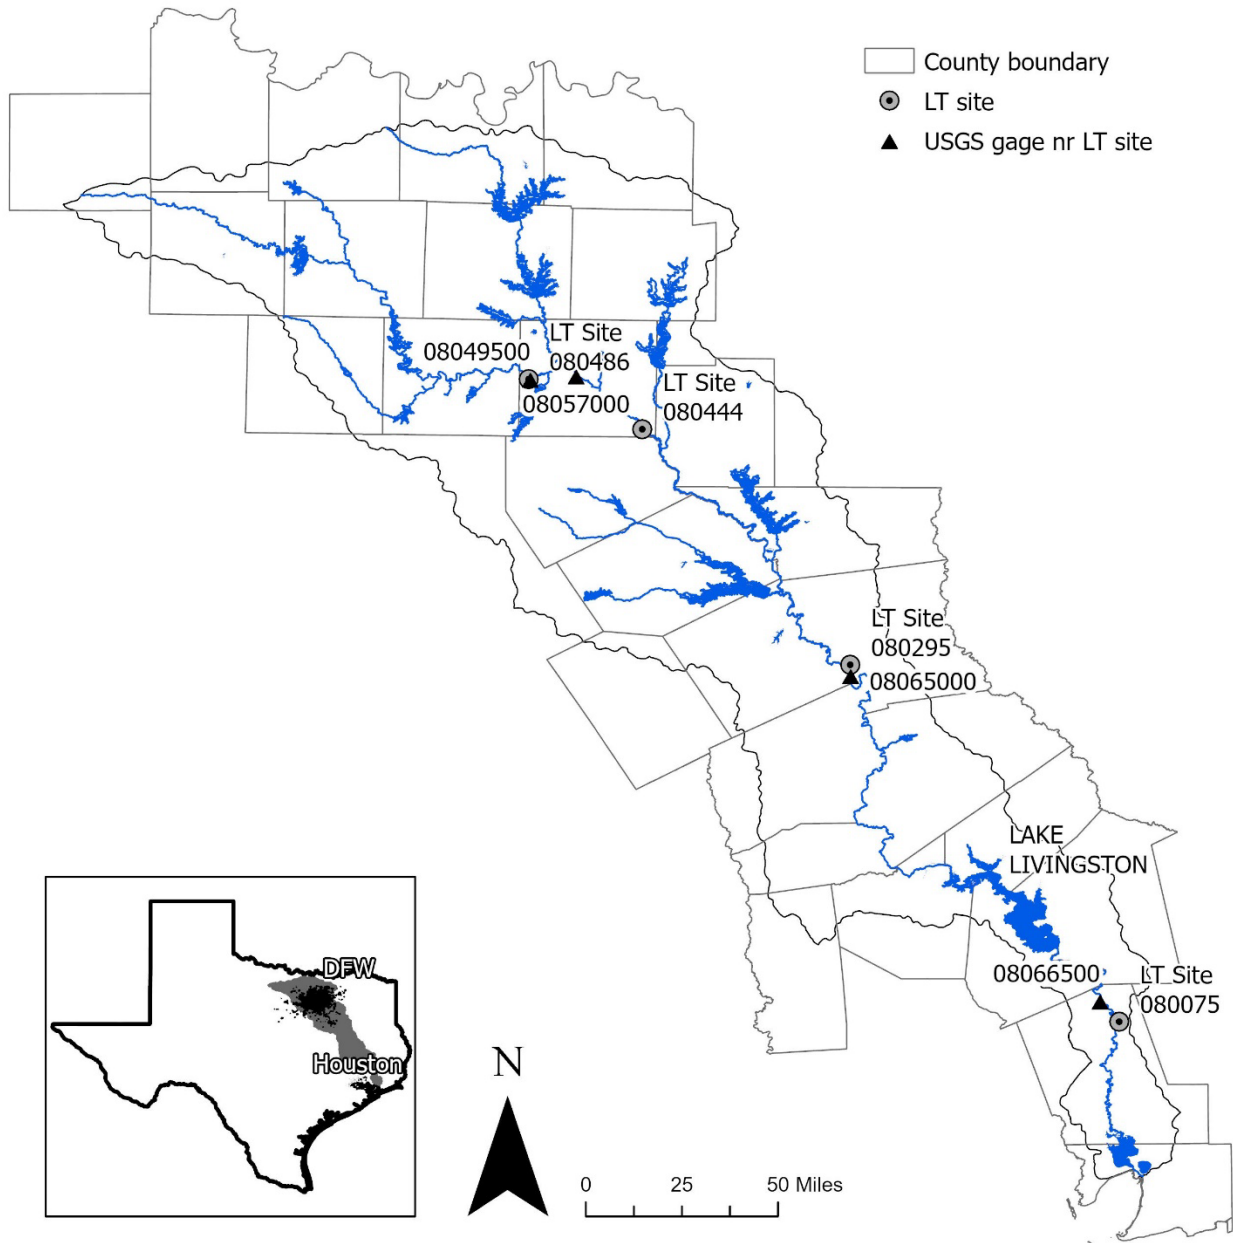 County boundary
LT site
USGS gage nr LT site
LT Site
080486
08049500
08057000
LT Site
080444
LT Site
080295
08065000
LAKE
LIVINGSTON
08066500
LT Site
080075
DFW
Houston
N
0 25 50 Miles